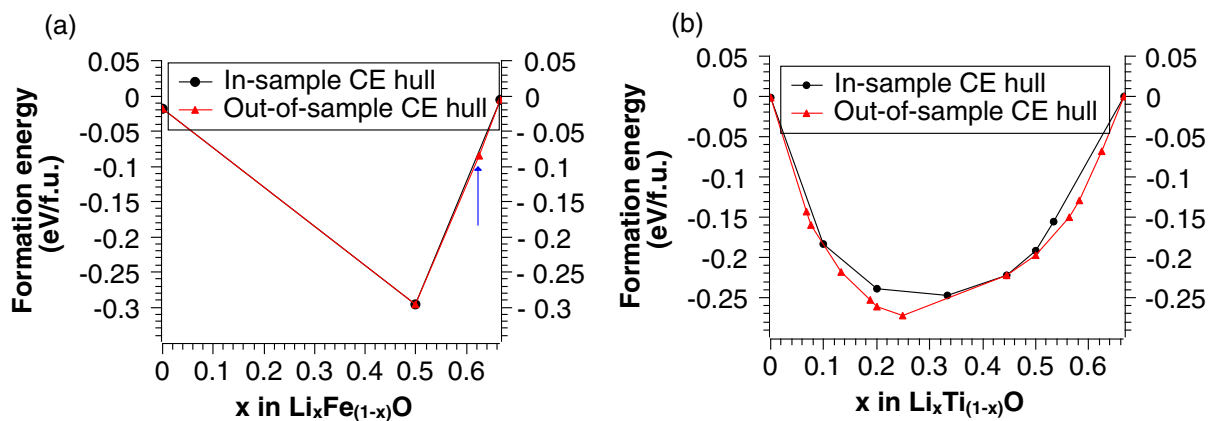 (a)
0.05
0
-0.05
-0.1
-0.15
-0.2
-0.25
-0.3
Formation energy
(eV/f.u.)
In-sample CE hull
Out-of-sample CE hull
0.05
0
- 0.05
- 0.1
- 0.15
- 0.2
- 0.25
- 0.3
0 0.1 0.2 0.3 0.4 0.5 0.6
x in LixFe(1-x)O
(b)
0.05
0
-0.05
-0.1
-0.15
-0.2
-0.25
Formation energy
(eV/f.u.)
In-sample CE hull
Out-of-sample CE hull
0.05
0
-0.05
-0.1
-0.15
-0.2
-0.25
0 0.1 0.2 0.3 0.4 0.5 0.6
x in LixTi(1-x)O